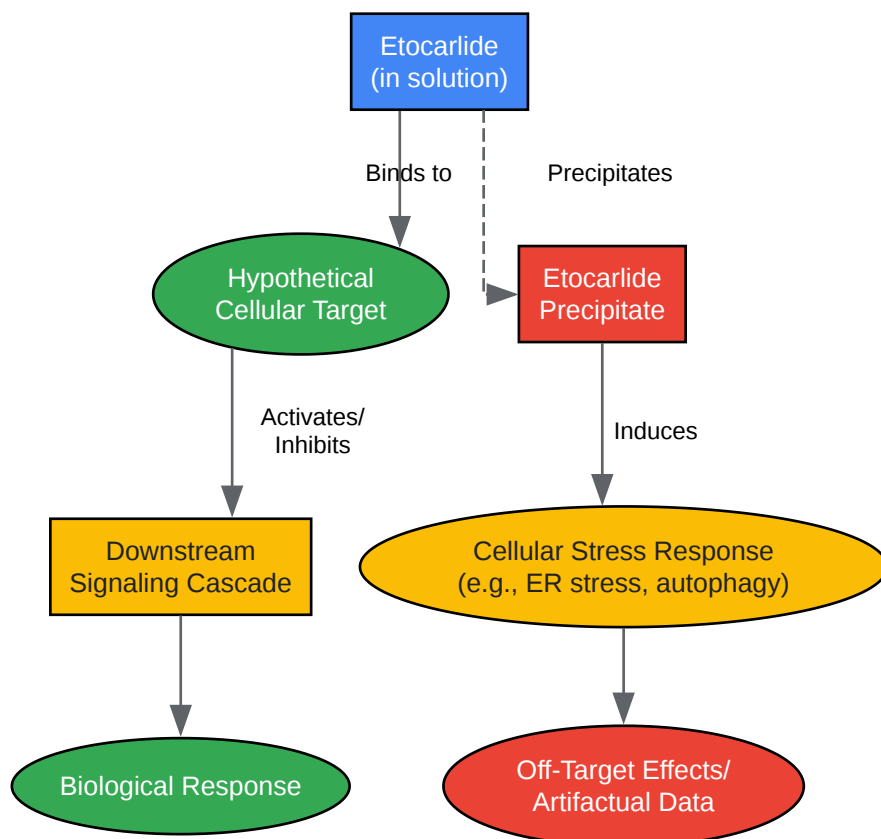 Etocarlide
(in solution)
Binds to
Precipitates
Hypothetical
Cellular Target
Etocarlide
Precipitate
Activates/
Inhibits
Induces
Downstream
Signaling Cascade
Cellular Stress Response
(e.g., ER stress, autophagy)
Biological Response
Off-Target Effects/
Artifactual Data